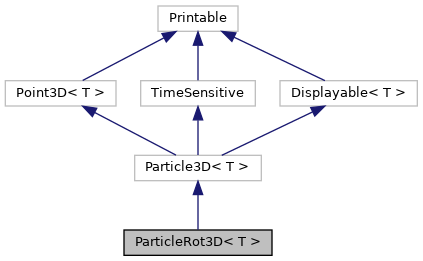 Printable
Point3D< T >
TimeSensitive
Displayable< T >
Particle3D< T >
ParticleRot3D< T >